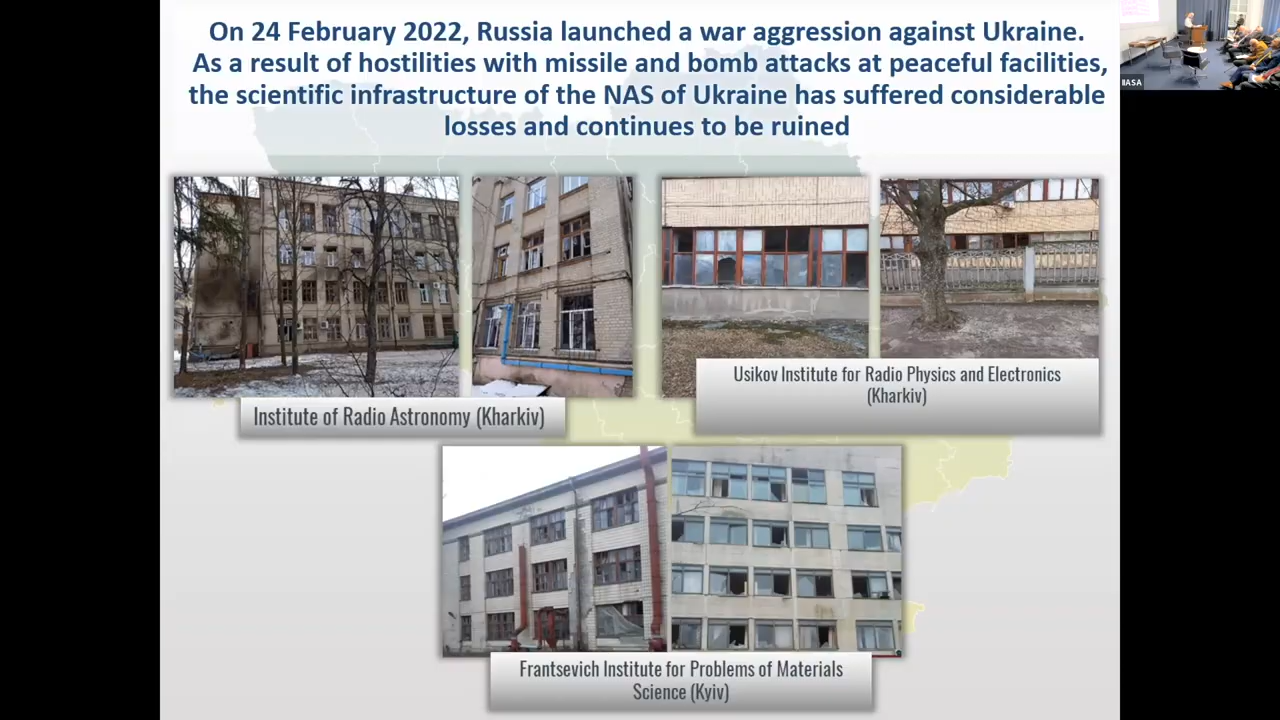 On 24 February 2022, Russia launched a war aggression against Ukraine.
As a result of hostilities with missile and bomb attacks at peaceful facilities,
the scientific infrastructure of the NAS of Ukraine has suffered considerable
losses and continues to be ruined
Institute of Radio Astronomy (Kharkiv)
Usikov Institute for Radio Physics and Electronics
(Kharkiv)
Frantsevich Institute for Problems of Materials
Science (Kyiv)
IIASA